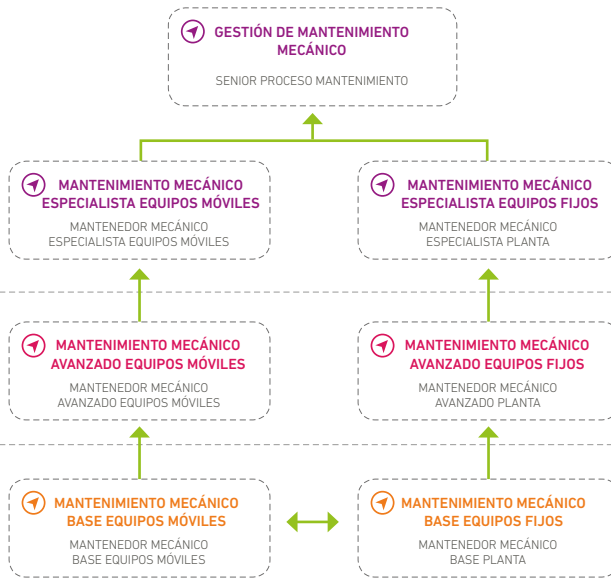 GESTIÓN DE MANTENIMIENTO
MECÁNICO
SENIOR PROCESO MANTENIMIENTO
MANTENIMIENTO MECÁNICO
ESPECIALISTA EQUIPOS MÓVILES
MANTENEDOR MECÁNICO
ESPECIALISTA EQUIPOS MÓVILES
MANTENIMIENTO MECÁNICO
ESPECIALISTA EQUIPOS FIJOS
MANTENEDOR MECÁNICO
ESPECIALISTA PLANTA
MANTENIMIENTO MECÁNICO
AVANZADO EQUIPOS MÓVILES
MANTENEDOR MECÁNICO
AVANZADO EQUIPOS MÓVILES
MANTENIMIENTO MECÁNICO
AVANZADO EQUIPOS FIJOS
MANTENEDOR MECÁNICO
AVANZADO PLANTA
MANTENIMIENTO MECÁNICO
BASE EQUIPOS MÓVILES
MANTENEDOR MECÁNICO
BASE EQUIPOS MÓVILES
MANTENIMIENTO MECÁNICO
BASE EQUIPOS FIJOS
MANTENEDOR MECÁNICO
BASE PLANTA